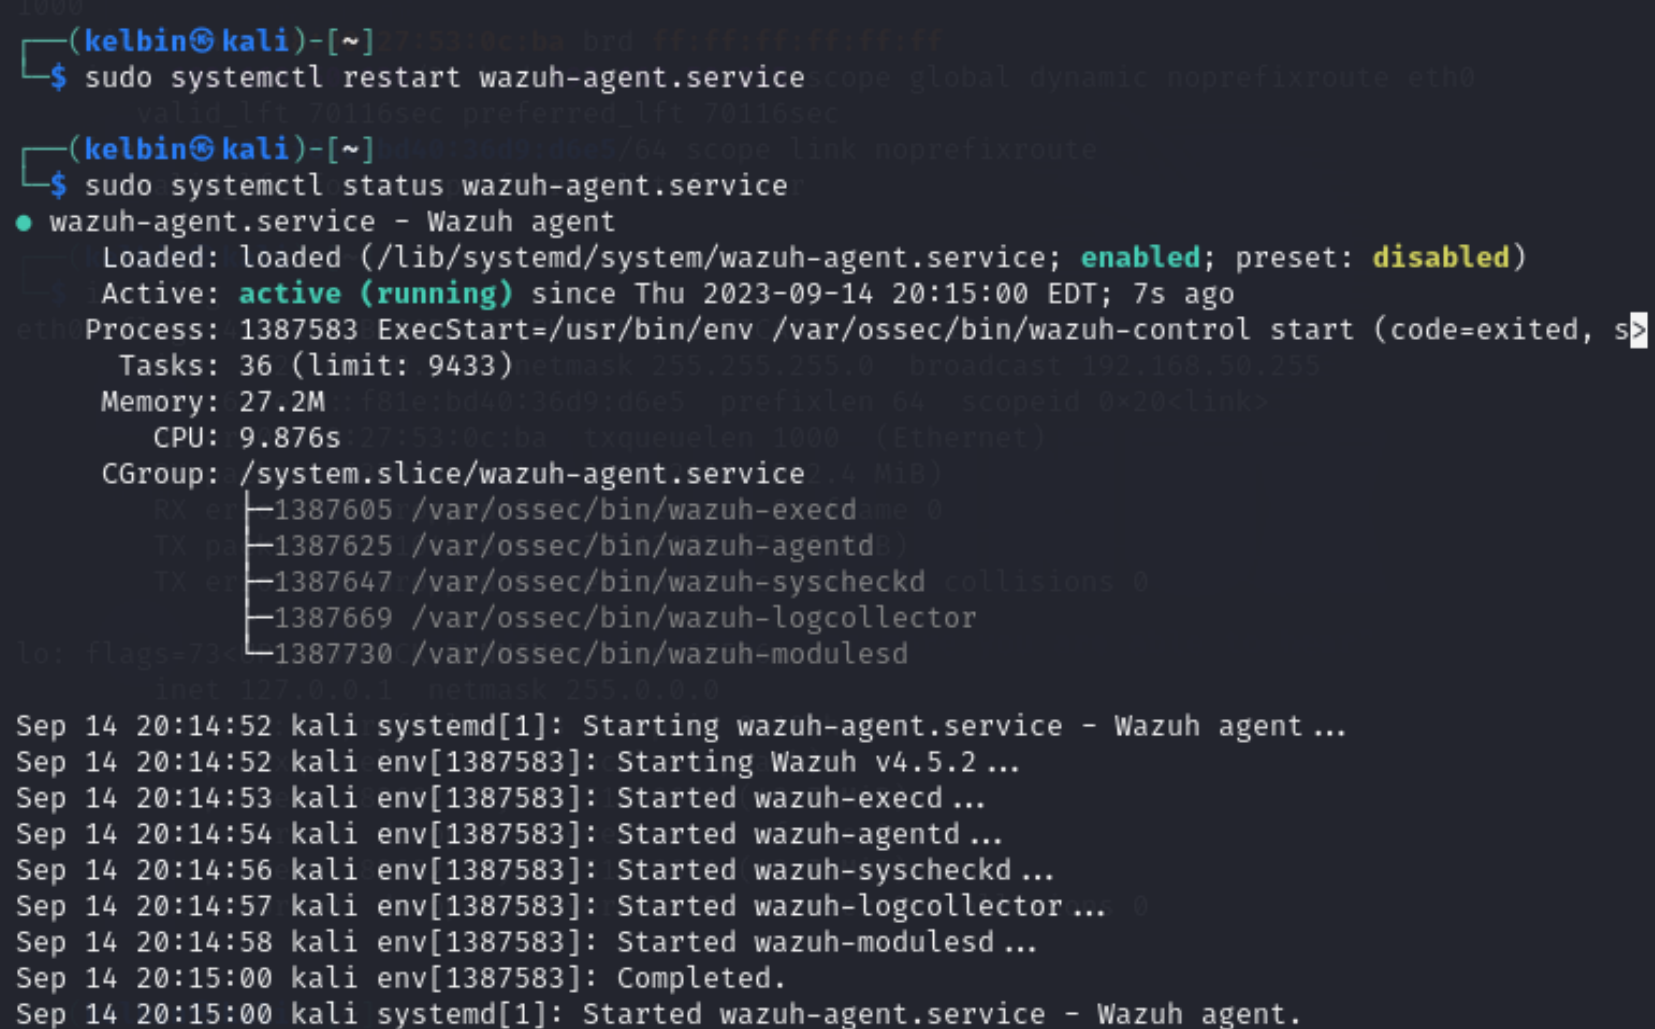 1000
┌──(kelbin㉿kali)-[~]
└─$ sudo systemctl restart wazuh-agent.service
┌──(kelbin㉿kali)-[~]
└─$ sudo systemctl status wazuh-agent.service
● wazuh-agent.service - Wazuh agent
Loaded: loaded (/lib/systemd/system/wazuh-agent.service; enabled; preset: disabled)
Active: active (running) since Thu 2023-09-14 20:15:00 EDT; 7s ago
Process: 1387583 ExecStart=/usr/bin/env /var/ossec/bin/wazuh-control start (code=exited, s>
Tasks: 36 (limit: 9433)
Memory: 27.2M
CPU: 9.876s
CGroup: /system.slice/wazuh-agent.service
├─1387605 /var/ossec/bin/wazuh-execd
├─1387625 /var/ossec/bin/wazuh-agentd
├─1387647 /var/ossec/bin/wazuh-syscheckd
├─1387669 /var/ossec/bin/wazuh-logcollector
└─1387730 /var/ossec/bin/wazuh-modulesd
Sep 14 20:14:52 kali systemd[1]: Starting wazuh-agent.service - Wazuh agent...
Sep 14 20:14:52 kali env[1387583]: Starting Wazuh v4.5.2...
Sep 14 20:14:53 kali env[1387583]: Started wazuh-execd...
Sep 14 20:14:54 kali env[1387583]: Started wazuh-agentd...
Sep 14 20:14:56 kali env[1387583]: Started wazuh-syscheckd...
Sep 14 20:14:57 kali env[1387583]: Started wazuh-logcollector...
Sep 14 20:14:58 kali env[1387583]: Started wazuh-modulesd...
Sep 14 20:15:00 kali env[1387583]: Completed.
Sep 14 20:15:00 kali systemd[1]: Started wazuh-agent.service - Wazuh agent.